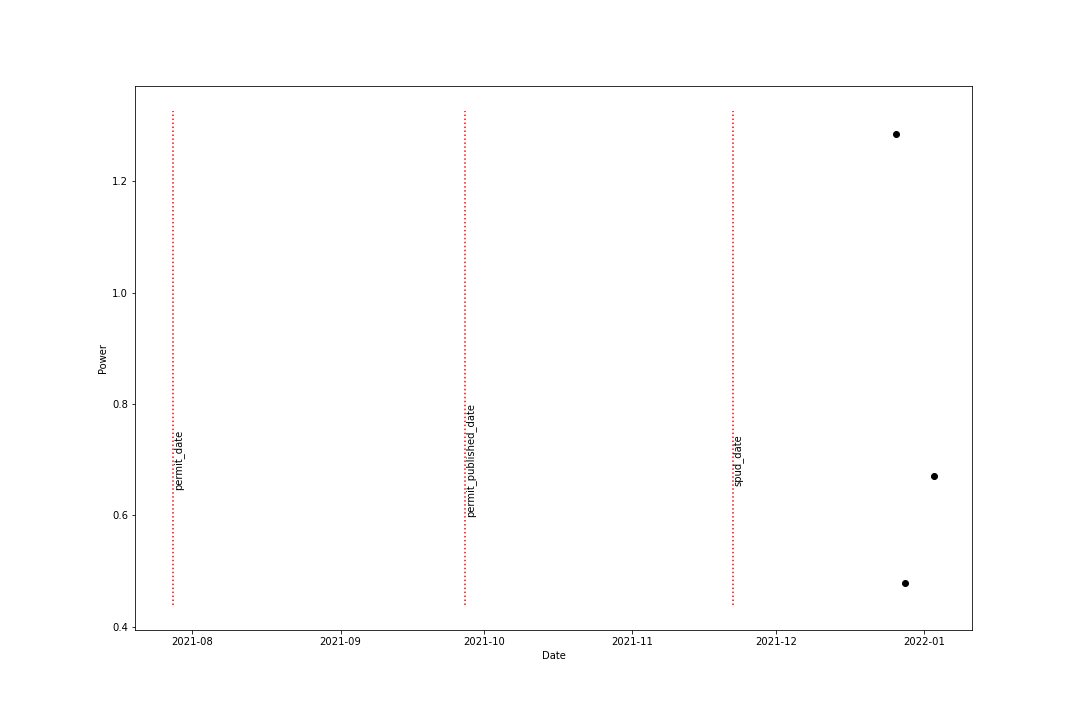 1.2
1.0
0.8
0.6
0.4
Power
permit_date
permit_published_date
spud_date
2021-08
2021-09
2021-10
2021-11
2021-12
2022-01
Date